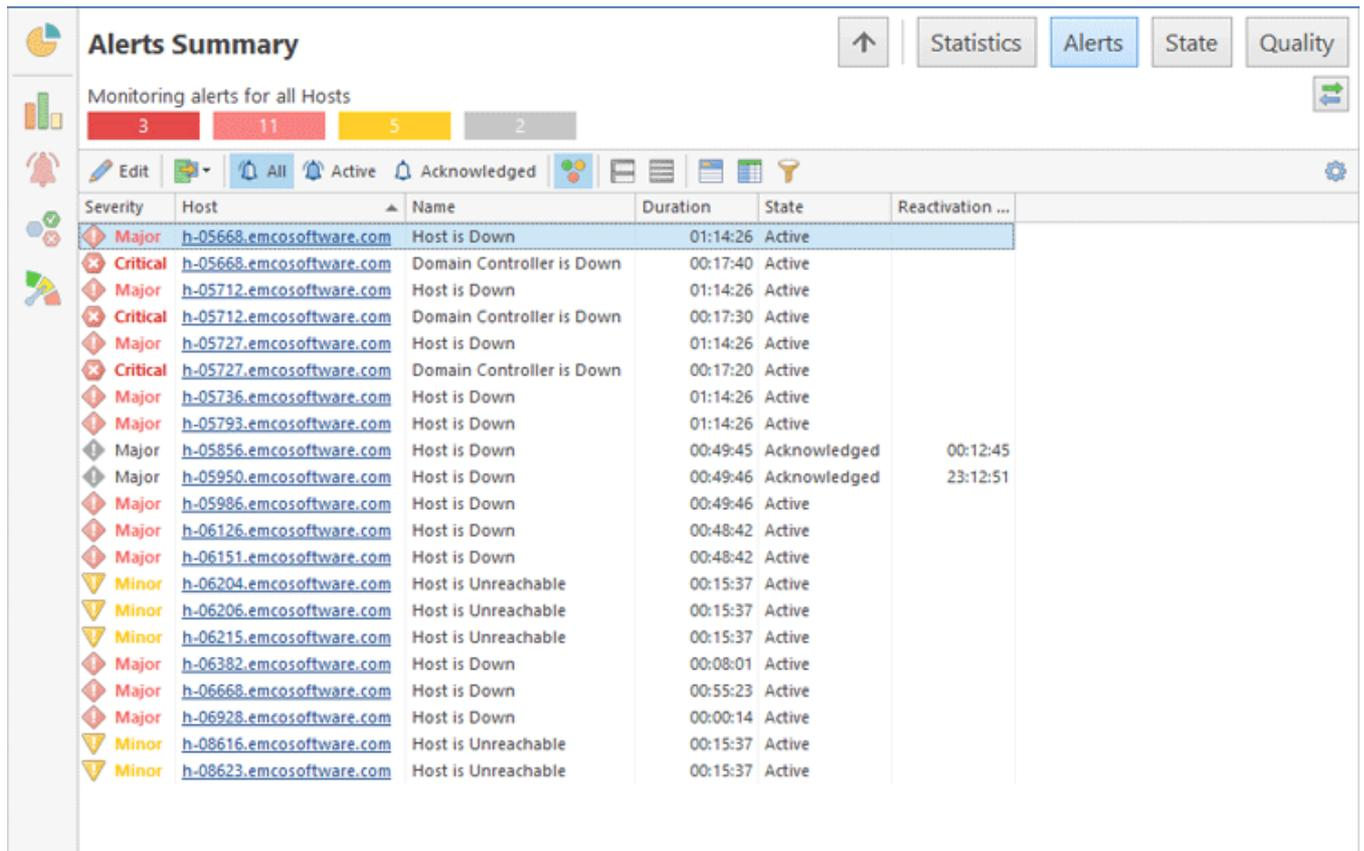 Alerts Summary
Statistics Alerts State Quality
Monitoring alerts for all Hosts
3 11 5 2
Edit All Active Acknowledged
Severity Host Name Duration State Reactivation ...
Major h-05668.emcosoftware.com Host is Down 01:14:26 Active
Critical h-05668.emcosoftware.com Domain Controller is Down 00:17:40 Active
Major h-05712.emcosoftware.com Host is Down 01:14:26 Active
Critical h-05712.emcosoftware.com Domain Controller is Down 00:17:30 Active
Major h-05727.emcosoftware.com Host is Down 01:14:26 Active
Critical h-05727.emcosoftware.com Domain Controller is Down 00:17:20 Active
Major h-05736.emcosoftware.com Host is Down 01:14:26 Active
Major h-05793.emcosoftware.com Host is Down 01:14:26 Active
Major h-05856.emcosoftware.com Host is Down 00:49:45 Acknowledged 00:12:45
Major h-05950.emcosoftware.com Host is Down 00:49:46 Acknowledged 23:12:51
Major h-05986.emcosoftware.com Host is Down 00:49:46 Active
Major h-06126.emcosoftware.com Host is Down 00:48:42 Active
Major h-06151.emcosoftware.com Host is Down 00:48:42 Active
Minor h-06204.emcosoftware.com Host is Unreachable 00:15:37 Active
Minor h-06206.emcosoftware.com Host is Unreachable 00:15:37 Active
Minor h-06215.emcosoftware.com Host is Unreachable 00:15:37 Active
Major h-06382.emcosoftware.com Host is Down 00:08:01 Active
Major h-06668.emcosoftware.com Host is Down 00:55:23 Active
Major h-06928.emcosoftware.com Host is Down 00:00:14 Active
Minor h-08616.emcosoftware.com Host is Unreachable 00:15:37 Active
Minor h-08623.emcosoftware.com Host is Unreachable 00:15:37 Active